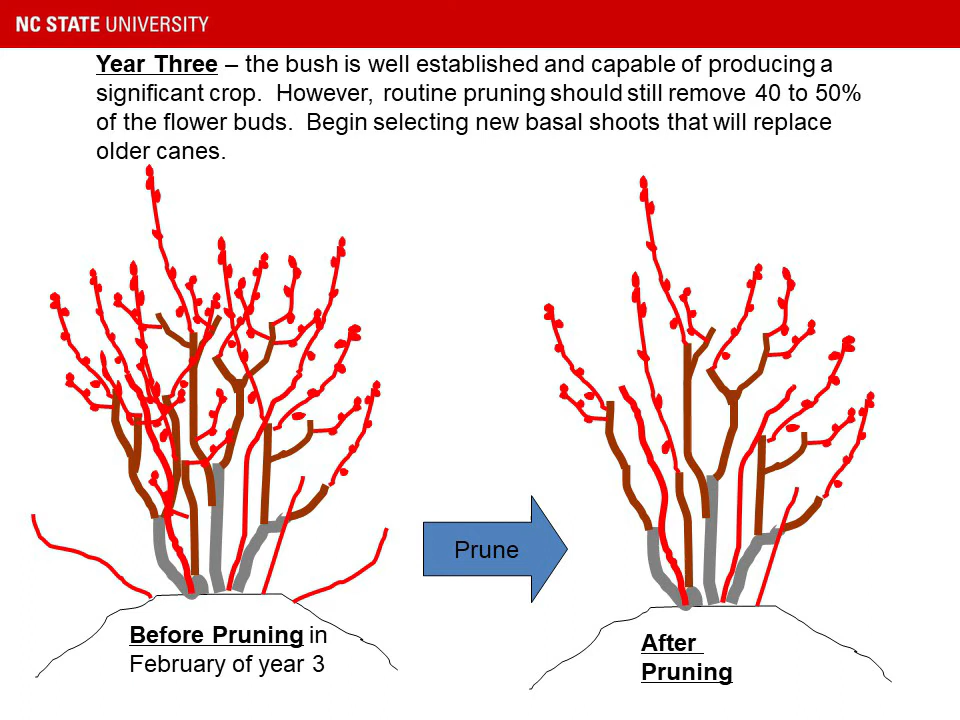 NC STATE UNIVERSITY
Year Three – the bush is well established and capable of producing a
significant crop.  However, routine pruning should still remove 40 to 50%
of the flower buds.  Begin selecting new basal shoots that will replace
older canes.
Prune
Before Pruning in
February of year 3
After
Pruning